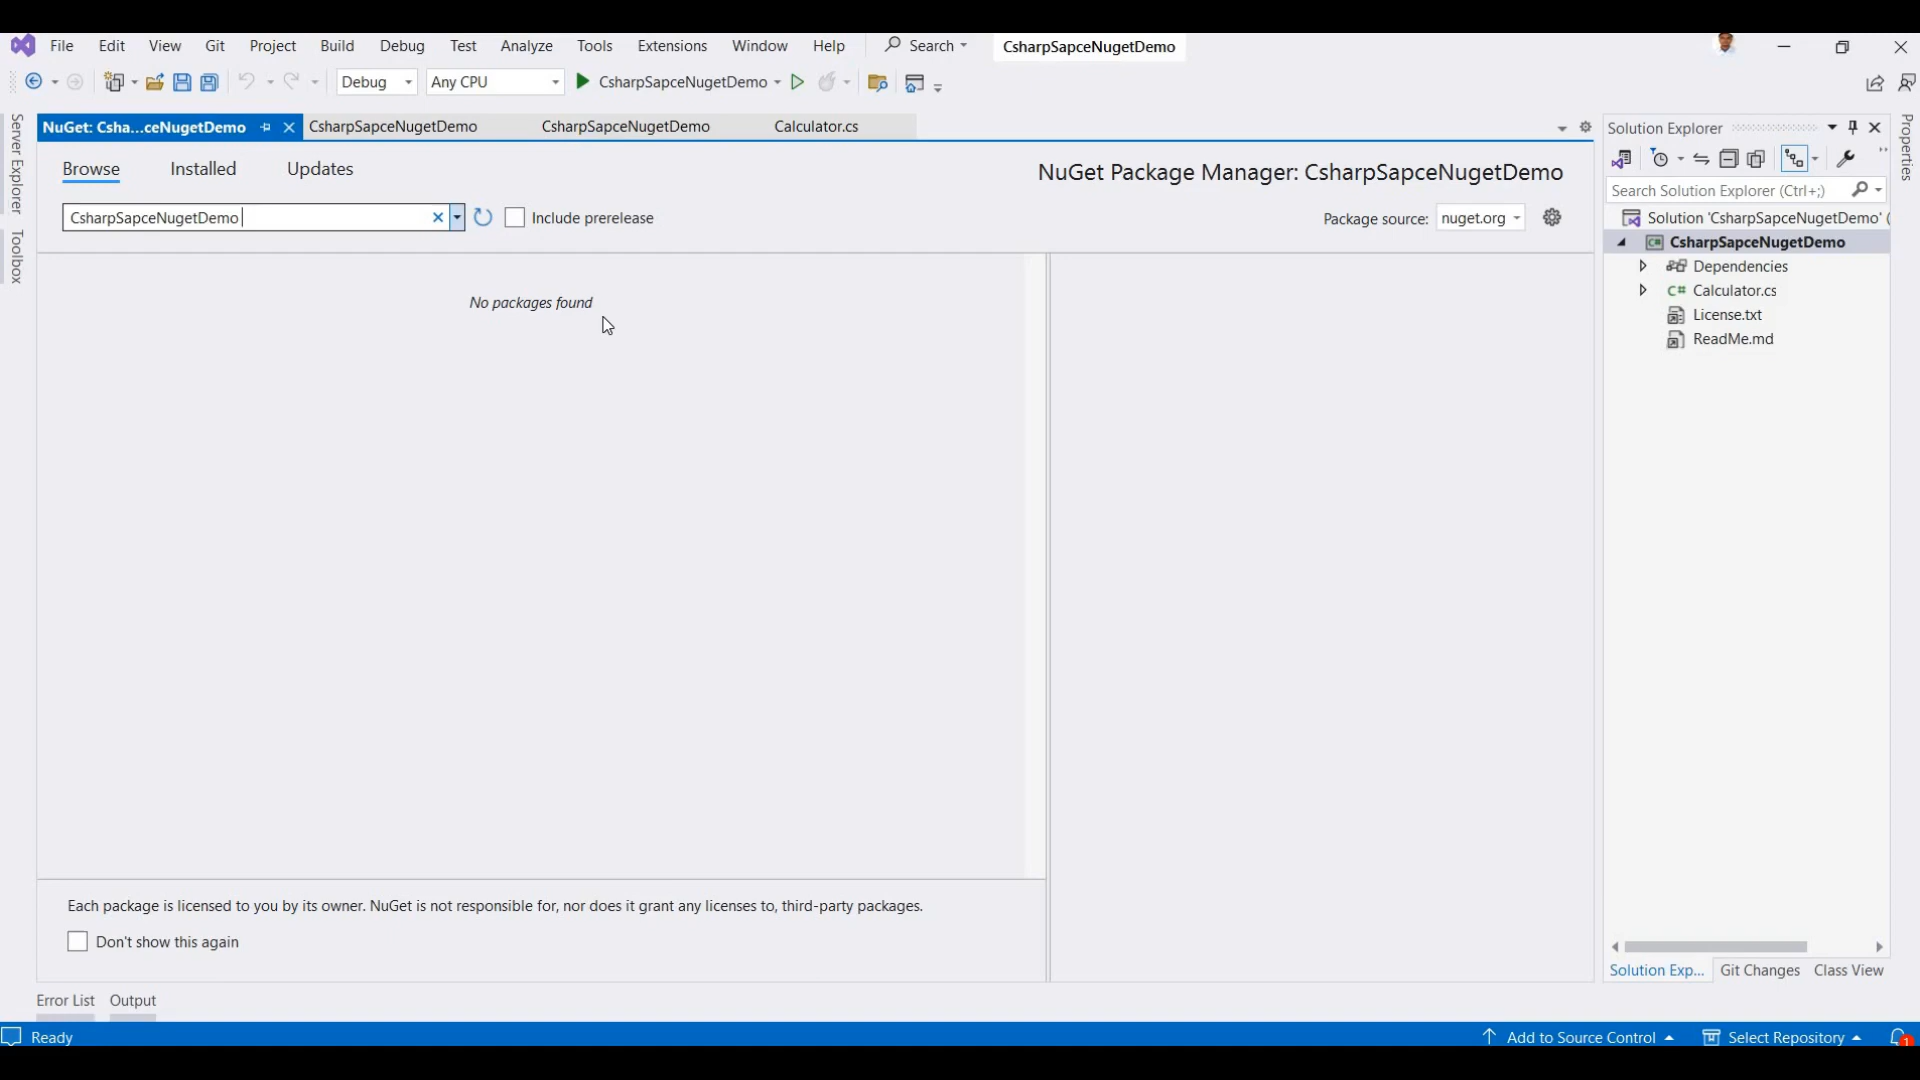 File Edit View Git Project Build Debug Test Analyze Tools Extensions Window Help Search CsharpSapceNugetDemo
Debug Any CPU CsharpSapceNugetDemo
NuGet: Csha...ceNugetDemo CsharpSapceNugetDemo CsharpSapceNugetDemo Calculator.cs
Server Explorer
Toolbox
Browse Installed Updates
NuGet Package Manager: CsharpSapceNugetDemo
CsharpSapceNugetDemo
Include prerelease
Package source: nuget.org
No packages found
Each package is licensed to you by its owner. NuGet is not responsible for, nor does it grant any licenses to, third-party packages.
Don't show this again
Solution Explorer
Search Solution Explorer (Ctrl+;)
Solution 'CsharpSapceNugetDemo' (
CsharpSapceNugetDemo
Dependencies
C# Calculator.cs
License.txt
ReadMe.md
Solution Exp... Git Changes Class View
Properties
Error List Output
Ready
Add to Source Control Select Repository 1